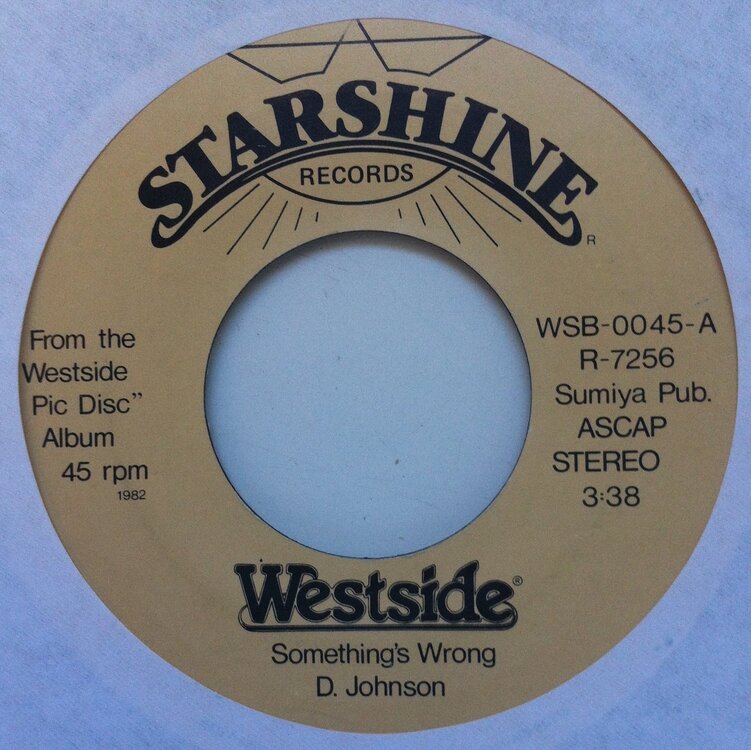 STARSHINE
RECORDS
R
From the
Westside
Pic Disc"
Album
45 rpm
1982
WSB-0045-A
R-7256
Sumiya Pub.
ASCAP
STEREO
3:38
Westside®
Something's Wrong
D. Johnson